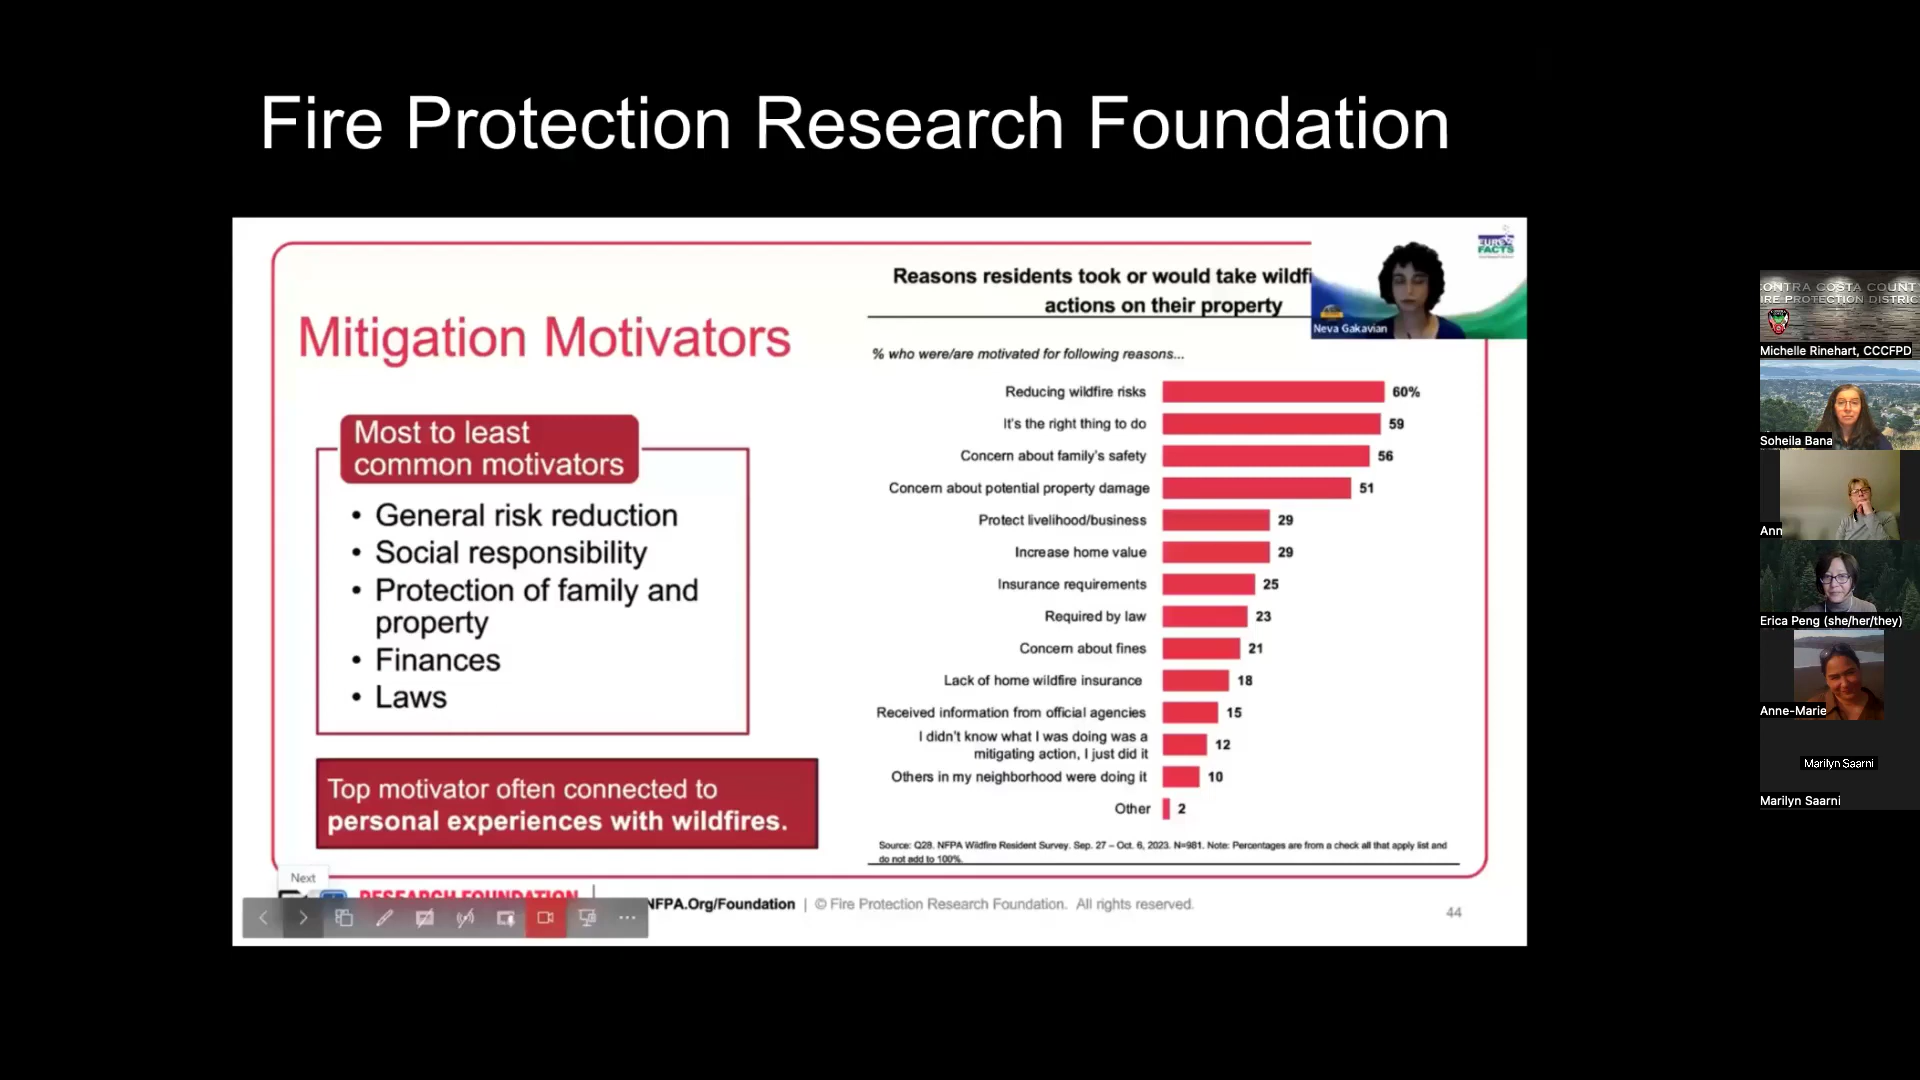 Fire Protection Research Foundation
Reasons residents took or would take wildfi
actions on their property
EURO
FACTS
Neva Gakavian
Mitigation Motivators
% who were/are motivated for following reasons...
Most to least
common motivators
• General risk reduction
• Social responsibility
• Protection of family and
property
• Finances
• Laws
Top motivator often connected to
personal experiences with wildfires.
Reducing wildfire risks 60%
It's the right thing to do 59
Concern about family's safety 56
Concern about potential property damage 51
Protect livelihood/business 29
Increase home value 29
Insurance requirements 25
Required by law 23
Concern about fines 21
Lack of home wildfire insurance 18
Received information from official agencies 15
I didn't know what I was doing was a
mitigating action, I just did it 12
Others in my neighborhood were doing it 10
Other 2
Source: Q28. NFPA Wildfire Resident Survey. Sep. 27 – Oct. 6, 2023. N=981. Note: Percentages are from a check all that apply list and
do not add to 100%.
Next
RESEARCH FOUNDATION
NFPA.Org/Foundation | © Fire Protection Research Foundation. All rights reserved.
44
ONTRA COSTA COUNT
IRE PROTECTION DISTRIC
Michelle Rinehart, CCCFPD
Soheila Bana
Ann
Erica Peng (she/her/they)
Anne-Marie
Marilyn Saarni
Marilyn Saarni